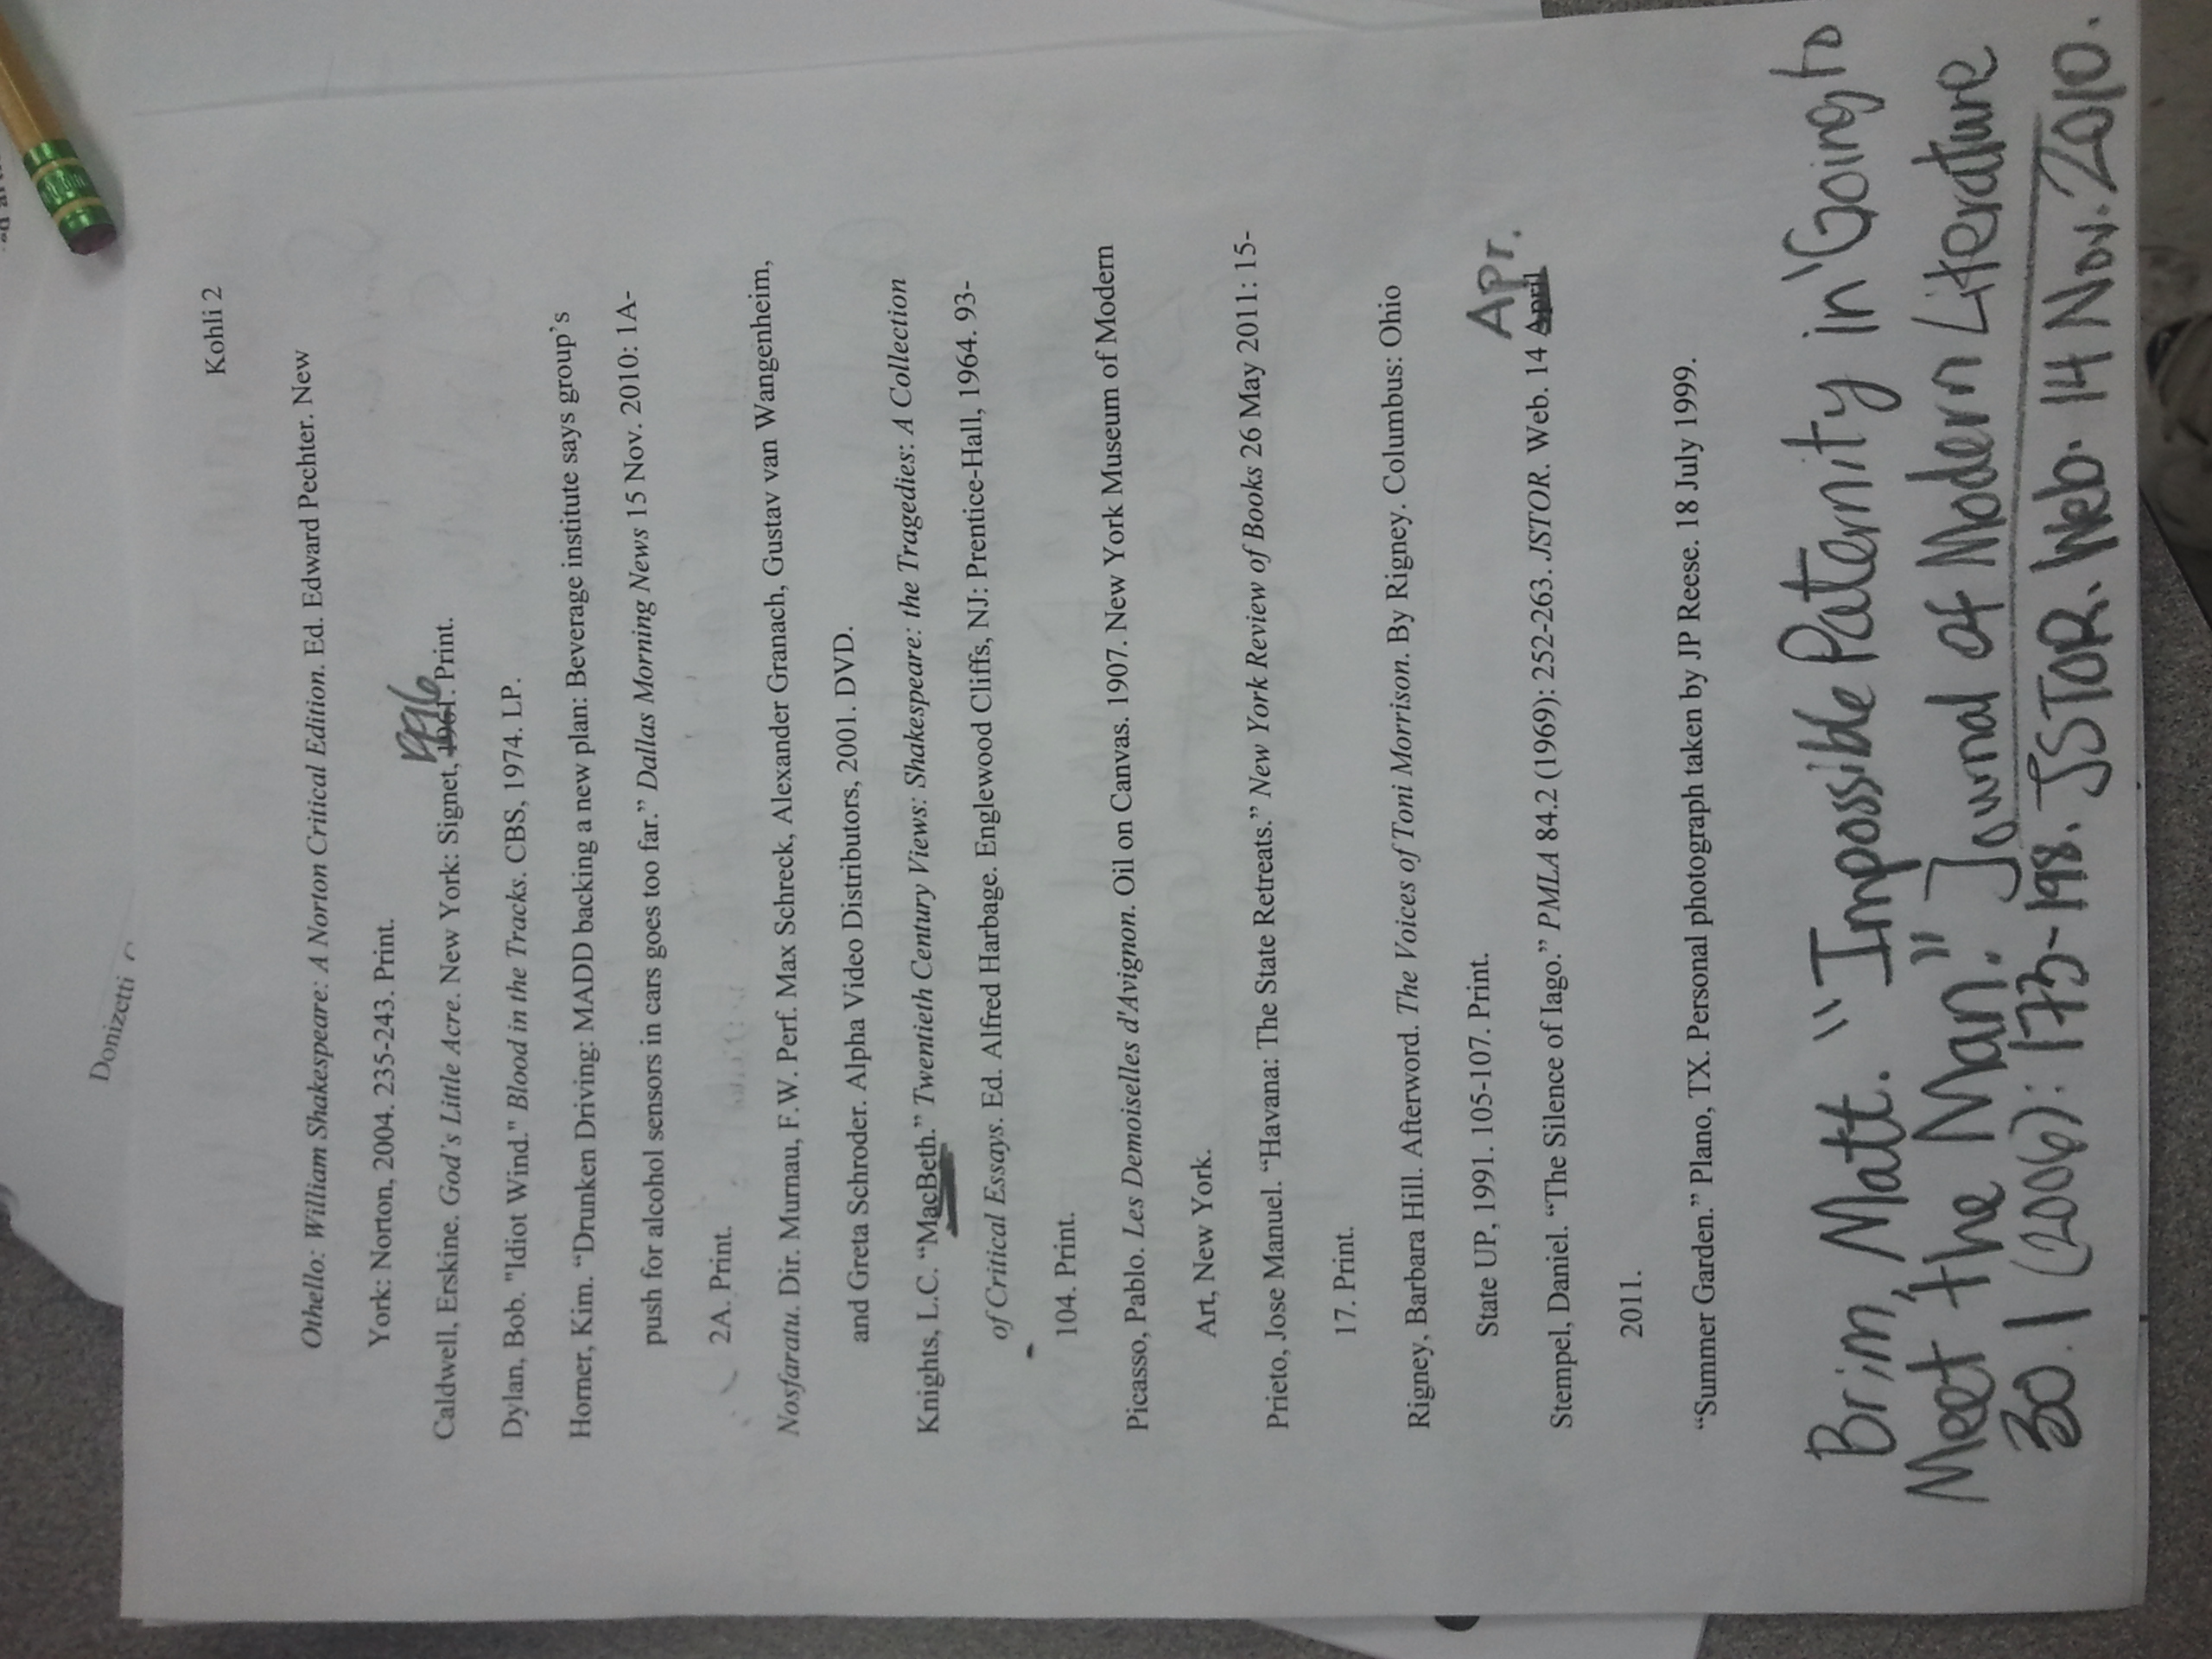 Donizetti
Kohli 2
Othello: William Shakespeare: A Norton Critical Edition. Ed. Edward Pechter. New
York: Norton, 2004. 235-243. Print.
Caldwell, Erskine. God's Little Acre. New York: Signet, 1961. Print.
Dylan, Bob. "Idiot Wind." Blood in the Tracks. CBS, 1974. LP.
Horner, Kim. “Drunken Driving: MADD backing a new plan: Beverage institute says group's
push for alcohol sensors in cars goes too far.” Dallas Morning News 15 Nov. 2010: 1A-
2A. Print.
Nosfaratu. Dir. Murnau, F.W. Perf. Max Schreck, Alexander Granach, Gustav van Wangenheim,
and Greta Schroder. Alpha Video Distributors, 2001. DVD.
Knights, L.C. “MacBeth.” Twentieth Century Views: Shakespeare: the Tragedies: A Collection
of Critical Essays. Ed. Alfred Harbage. Englewood Cliffs, NJ: Prentice-Hall, 1964. 93-
104. Print.
Picasso, Pablo. Les Demoiselles d'Avignon. Oil on Canvas. 1907. New York Museum of Modern
Art, New York.
Prieto, Jose Manuel. “Havana: The State Retreats.” New York Review of Books 26 May 2011: 15-
17. Print.
Rigney, Barbara Hill. Afterword. The Voices of Toni Morrison. By Rigney. Columbus: Ohio
State UP, 1991. 105-107. Print.
Apr.
Stempel, Daniel. “The Silence of Iago.” PMLA 84.2 (1969): 252-263. JSTOR. Web. 14 April
2011.
“Summer Garden.” Plano, TX. Personal photograph taken by JP Reese. 18 July 1999.
Brim, Matt. "Impossible Paternity in 'Going to
Meet the Man.'" Journal of Modern Literature
30.1 (2006): 173-198. JSTOR. Web. 14 Nov. 2010.